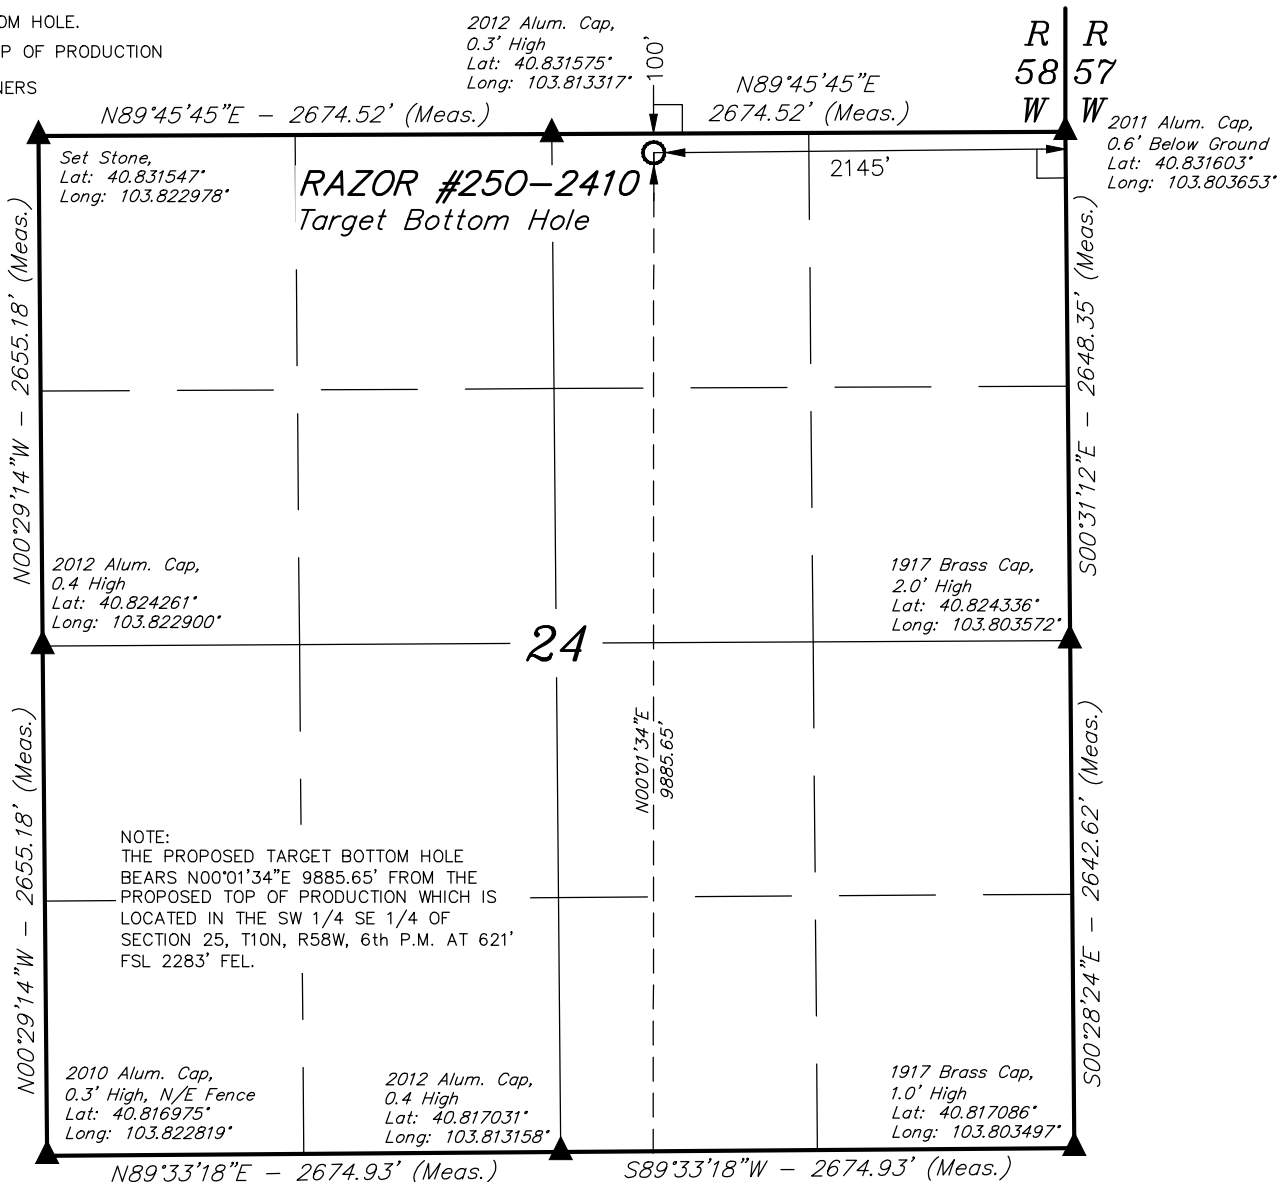 OM HOLE.
P OF PRODUCTION
NERS
2012 Alum. Cap,
0.3' High
Lat: 40.831575°
Long: 103.813317°
100'
R R
58 57
W W
N89°45'45"E - 2674.52' (Meas.)
N89°45'45"E
2674.52' (Meas.)
2011 Alum. Cap,
0.6' Below Ground
Lat: 40.831603°
Long: 103.803653°
Set Stone,
Lat: 40.831547°
Long: 103.822978°
2145'
RAZOR #250-2410
Target Bottom Hole
N00°29'14"W - 2655.18' (Meas.)
S00°31'12"E - 2648.35' (Meas.)
2012 Alum. Cap,
0.4 High
Lat: 40.824261°
Long: 103.822900°
1917 Brass Cap,
2.0' High
Lat: 40.824336°
Long: 103.803572°
24
N00°01'34"E
9885.65'
N00°29'14"W - 2655.18' (Meas.)
S00°28'24"E - 2642.62' (Meas.)
NOTE:
THE PROPOSED TARGET BOTTOM HOLE
BEARS N00°01'34"E 9885.65' FROM THE
PROPOSED TOP OF PRODUCTION WHICH IS
LOCATED IN THE SW 1/4 SE 1/4 OF
SECTION 25, T10N, R58W, 6th P.M. AT 621'
FSL 2283' FEL.
2010 Alum. Cap,
0.3' High, N/E Fence
Lat: 40.816975°
Long: 103.822819°
2012 Alum. Cap,
0.4 High
Lat: 40.817031°
Long: 103.813158°
1917 Brass Cap,
1.0' High
Lat: 40.817086°
Long: 103.803497°
N89°33'18"E - 2674.93' (Meas.)
S89°33'18"W - 2674.93' (Meas.)